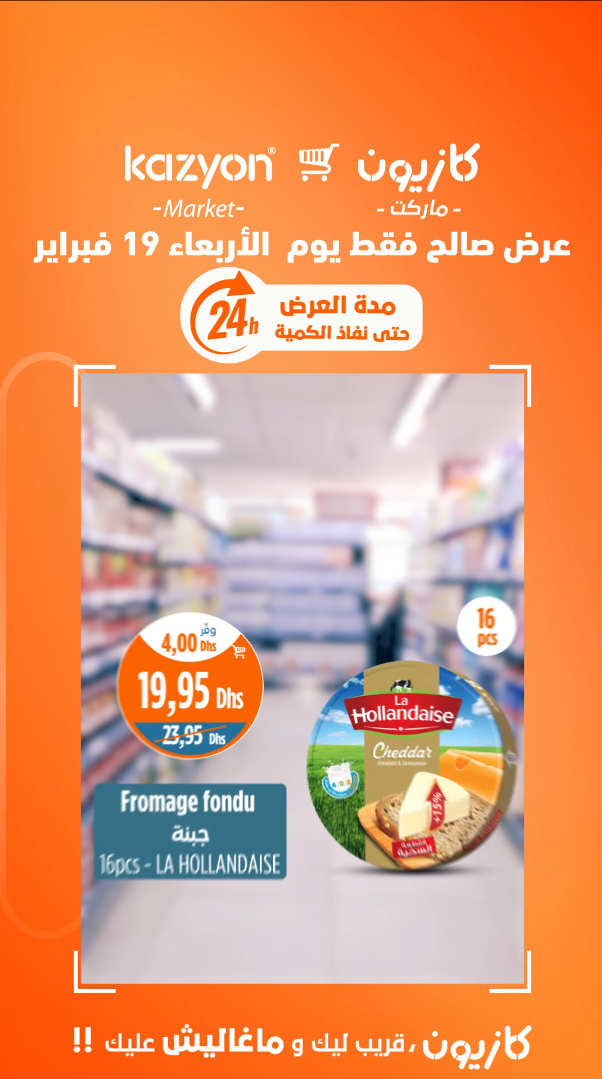 kazyon® كازيون
-Market- - ماركت -
عرض صالح فقط يوم الأربعاء 19 فبراير
24h مدة العرض
حتى نفاذ الكمية
وفّر
4,00 Dhs
19,95 Dhs
23,95 Dhs
16
pcs
La
Hollandaise
Cheddar
+15%
السخية
Fromage fondu
جبنة
16pcs - LA HOLLANDAISE
كازيون، قريب ليك و ماغاليش عليك !!